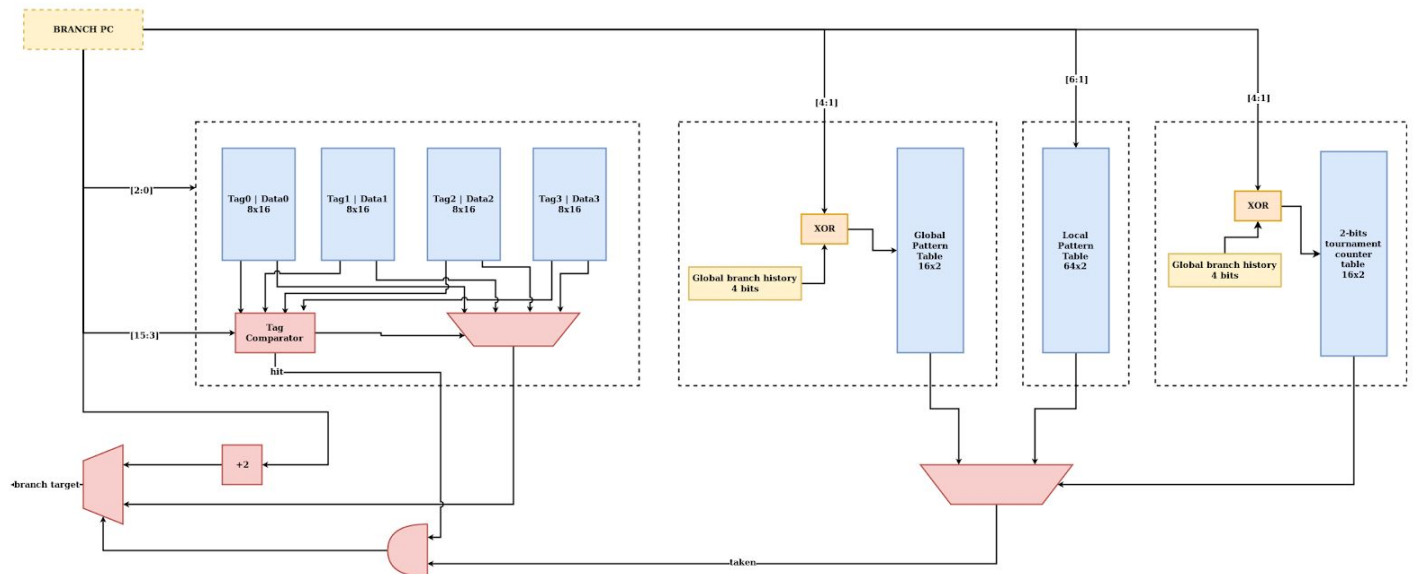 BRANCH PC
[6:1]
[4:1]
[4:1]
[2:0]
Tag0 | Data0
8x16
Tag1 | Data1
8x16
Tag2 | Data2
8x16
Tag3 | Data3
8x16
XOR
Global branch history
4 bits
Global
Pattern
Table
16x2
Local
Pattern
Table
64x2
XOR
Global branch history
4 bits
2-bits
tournament
counter
table
16x2
[15:3]
Tag
Comparator
hit
+2
branch target
taken